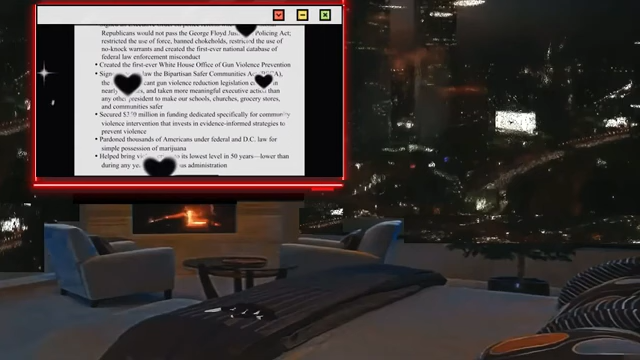 Republicans would not pass the George Floyd Policing Act;
restricted the use of force, banned chokeholds, restricted the use of
no-knock warrants and created the first-ever national database of
federal law enforcement misconduct
• Created the first-ever White House Office of Gun Violence Prevention
law the Bipartisan Safer Communities
the gun violence reduction legislation
and taken more meaningful executive action than
any other president to make our schools, churches, grocery stores,
and communities safer
• Secured million in funding dedicated specifically for community
violence intervention that invests in evidence-informed strategies to
prevent violence
• Pardoned thousands of Americans under federal and D.C. law for
simple possession of marijuana
• Helped bring to its lowest level in 50 years—lower than
during any administration